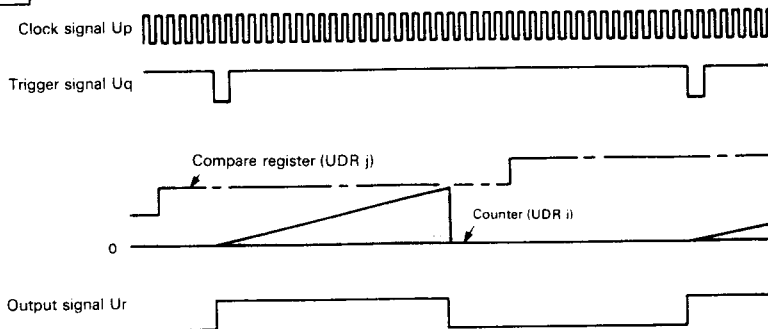 Clock signal Up
Trigger signal Uq
Compare register (UDR j)
Counter (UDR i)
0
Output signal Ur